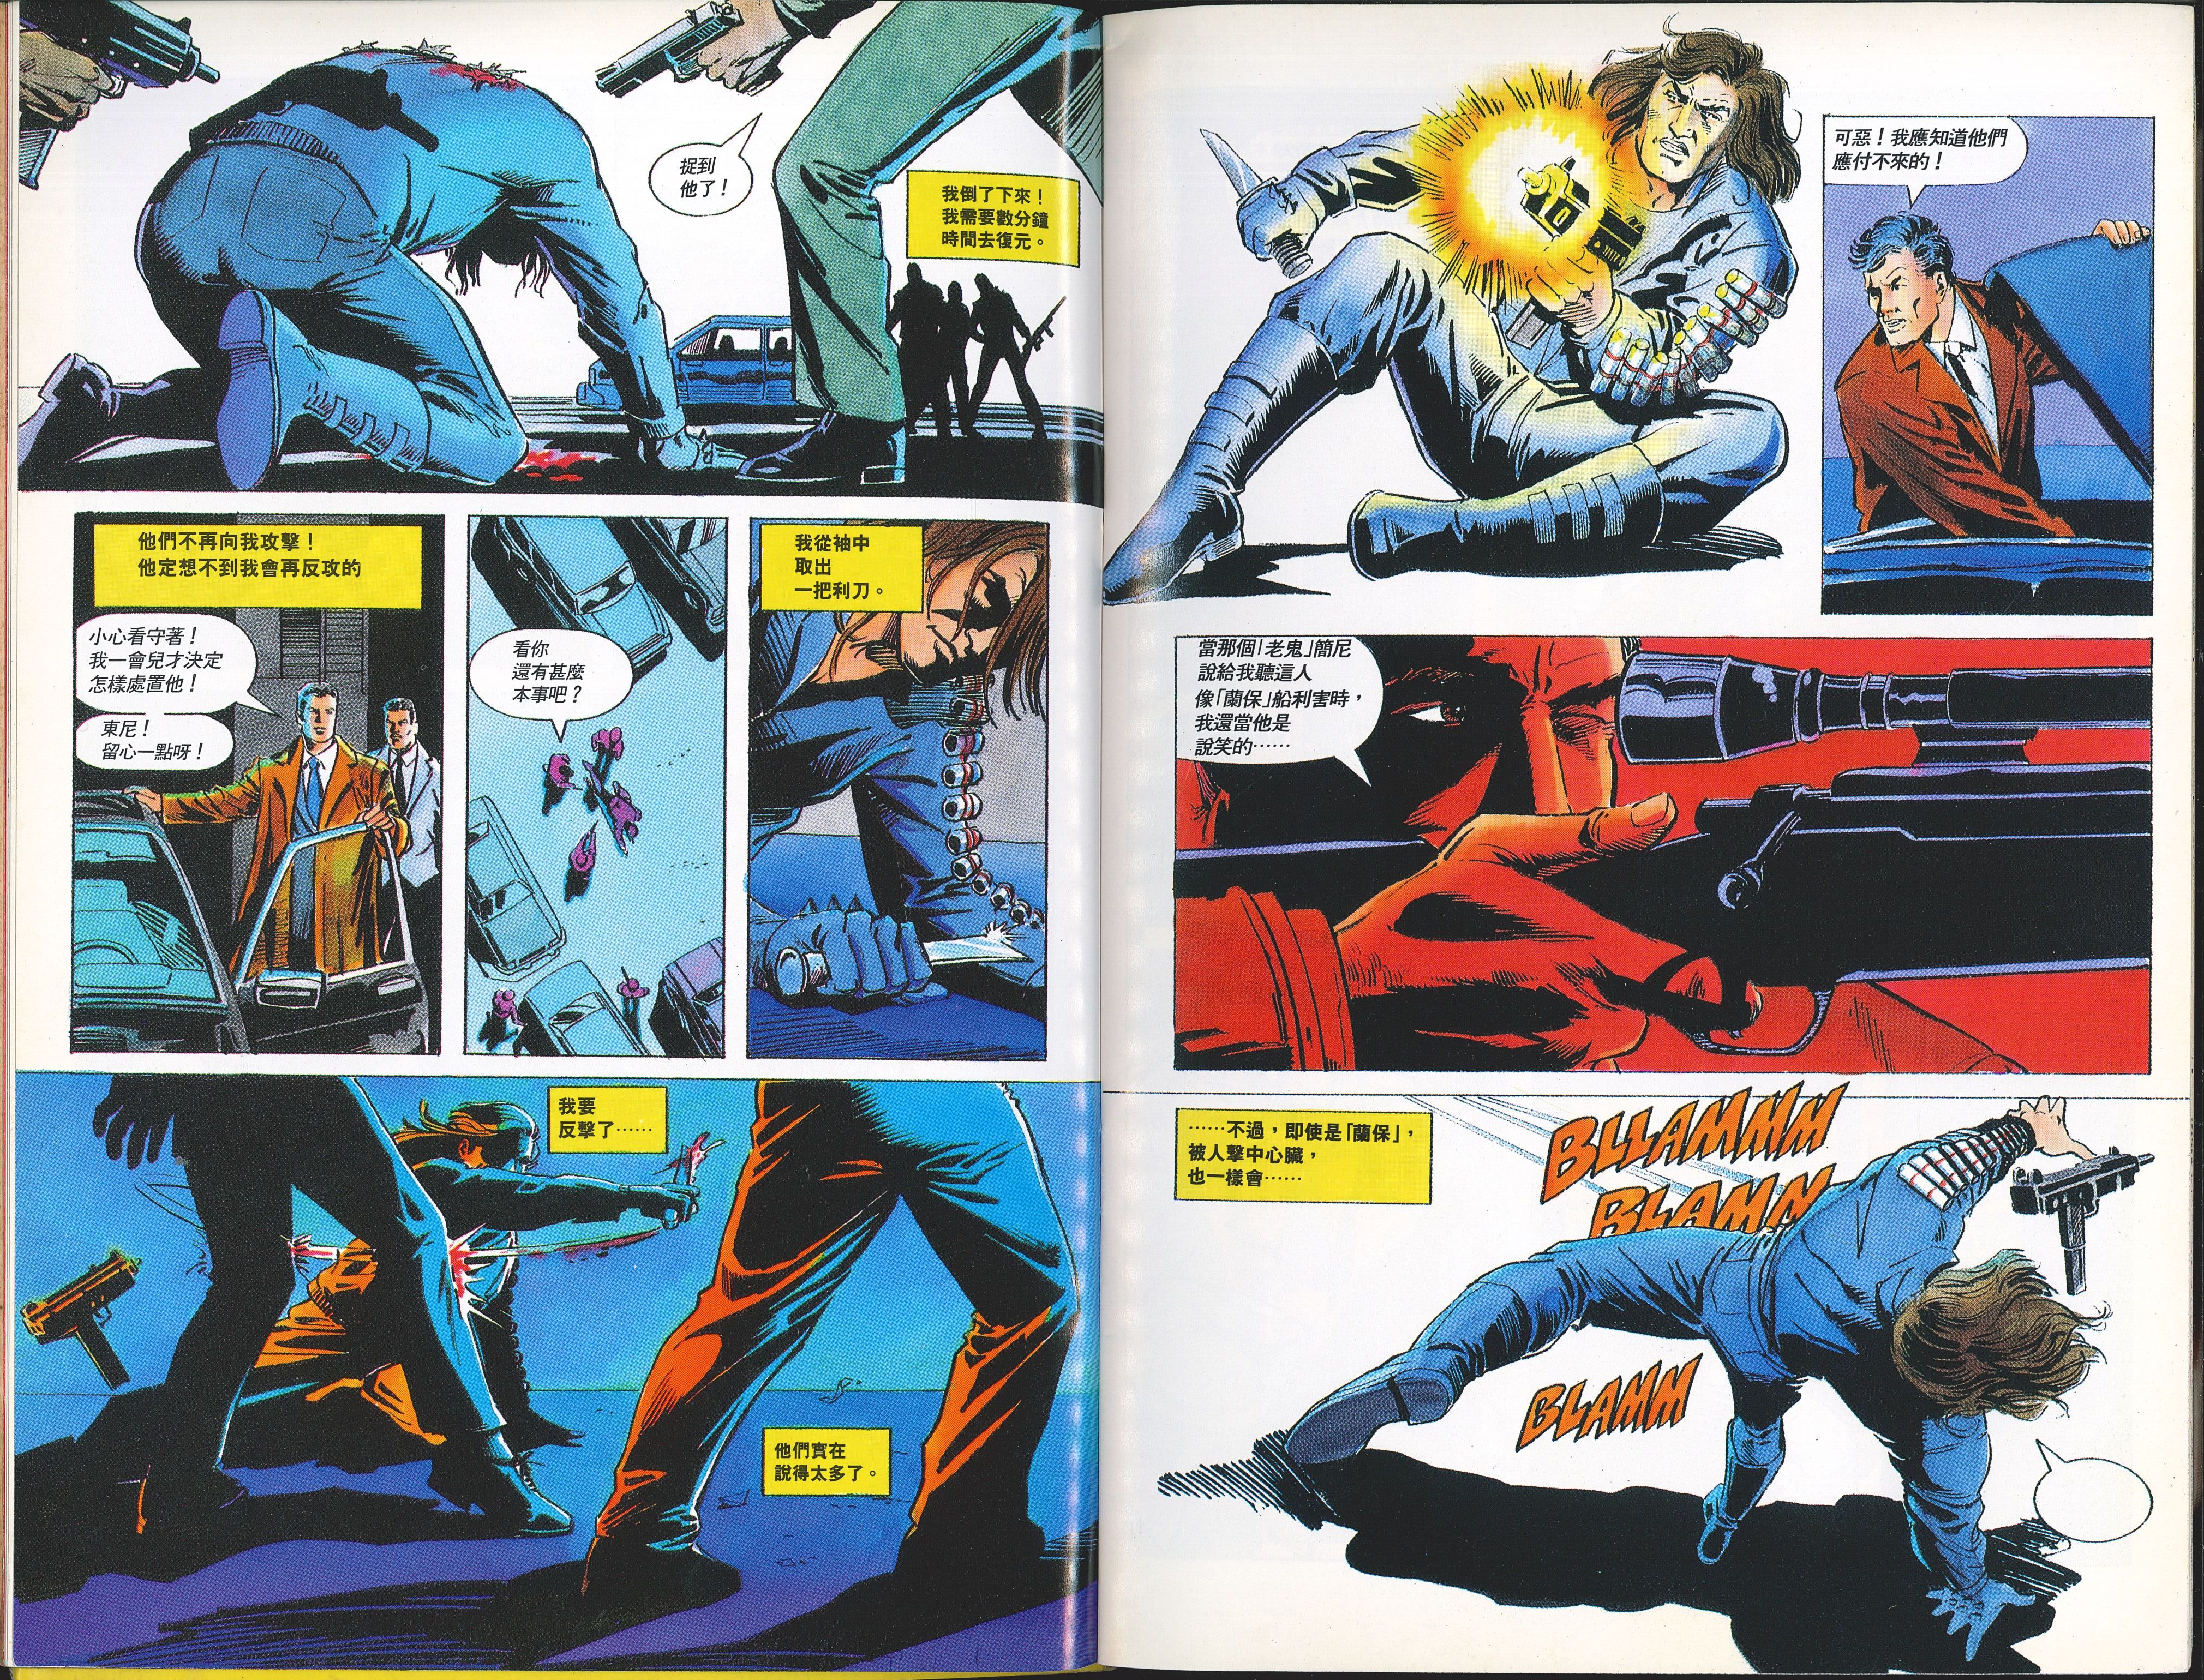 捉到
他了！
我倒了下來！
我需要數分鐘
時間去復元。
他們不再向我攻擊！
他定想不到我會再反攻的
小心看守著！
我一會兒才決定
怎樣處置他！
東尼！
留心一點呀！
看你
還有甚麼
本事吧？
我從袖中
取出
一把利刀。
我要
反擊了……
他們實在
說得太多了。
可惡！我應知道他們
應付不來的！
當那個「老鬼」簡尼
說給我聽這人
像「蘭保」船利害時，
我還當他是
說笑的……
……不過，即使是「蘭保」，
被人擊中心臟，
也一樣會……
BLLAMMM
BLAMM
BLAMM